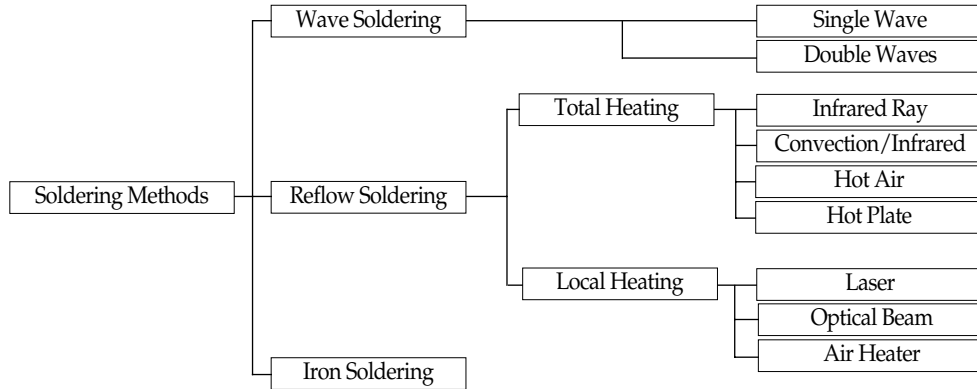 Wave Soldering
Single Wave
Double Waves
Total Heating
Infrared Ray
Convection/Infrared
Soldering Methods
Reflow Soldering
Hot Air
Hot Plate
Local Heating
Laser
Optical Beam
Air Heater
Iron Soldering